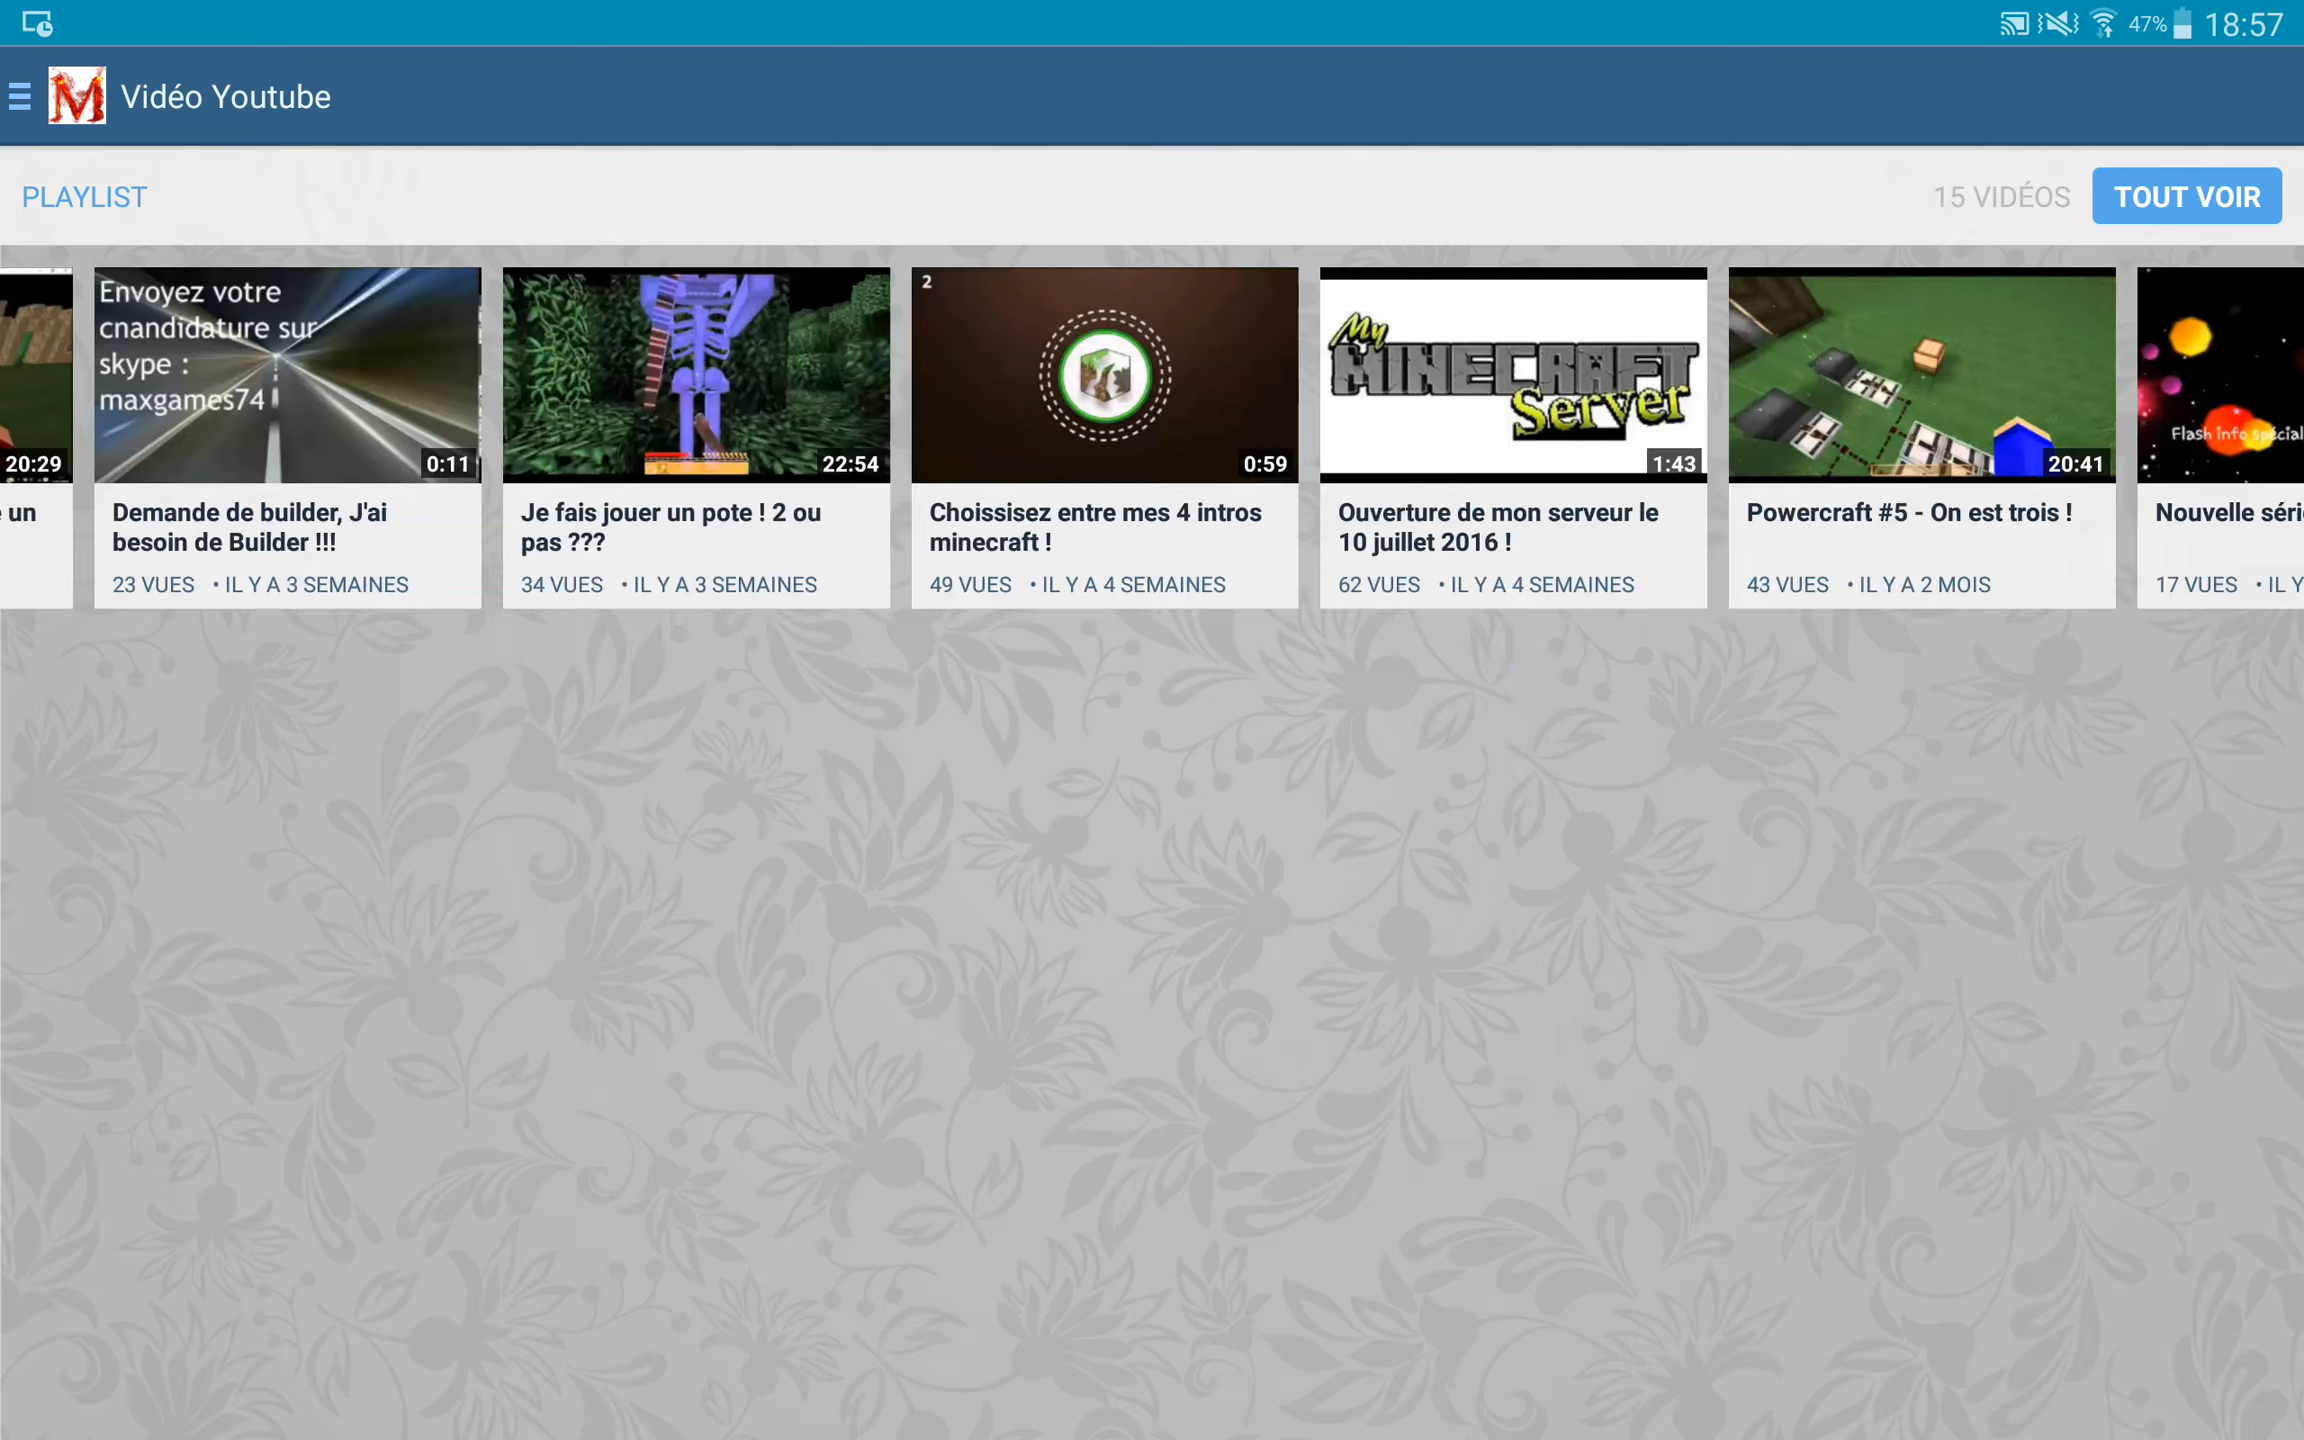 47% 18:57
M Vidéo Youtube
PLAYLIST
15 VIDÉOS TOUT VOIR
20:29
un
Envoyez votre
cnandidature sur
skype :
maxgames74
0:11
Demande de builder, J'ai
besoin de Builder !!!
23 VUES • IL Y A 3 SEMAINES
22:54
Je fais jouer un pote ! 2 ou
pas ???
34 VUES • IL Y A 3 SEMAINES
2
0:59
Choissisez entre mes 4 intros
minecraft !
49 VUES • IL Y A 4 SEMAINES
My
MINECRAFT
Server
1:43
Ouverture de mon serveur le
10 juillet 2016 !
62 VUES • IL Y A 4 SEMAINES
20:41
Powercraft #5 - On est trois !
43 VUES • IL Y A 2 MOIS
Flash info spécial
Nouvelle séri
17 VUES • IL Y